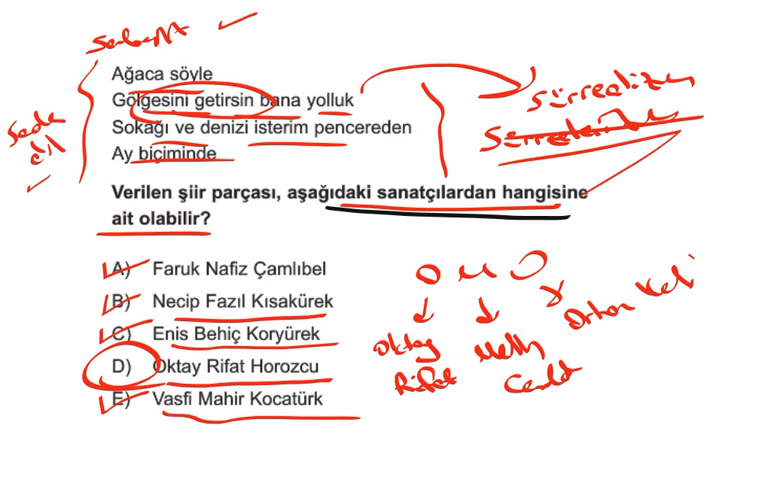 Serbest
Ağaca söyle
Gölgesini getirsin bana yolluk
Sokağı ve denizi isterim pencereden
Ay biçiminde
Sade
dil
Sürrealizm
Verilen şiir parçası, aşağıdaki sanatçılardan hangisine
ait olabilir?
A) Faruk Nafiz Çamlıbel
B) Necip Fazıl Kısakürek
C) Enis Behiç Koryürek
D) Oktay Rifat Horozcu
E) Vasfi Mahir Kocatürk
O M O
Oktay Rifat
Melih Cevdet
Orhan Veli